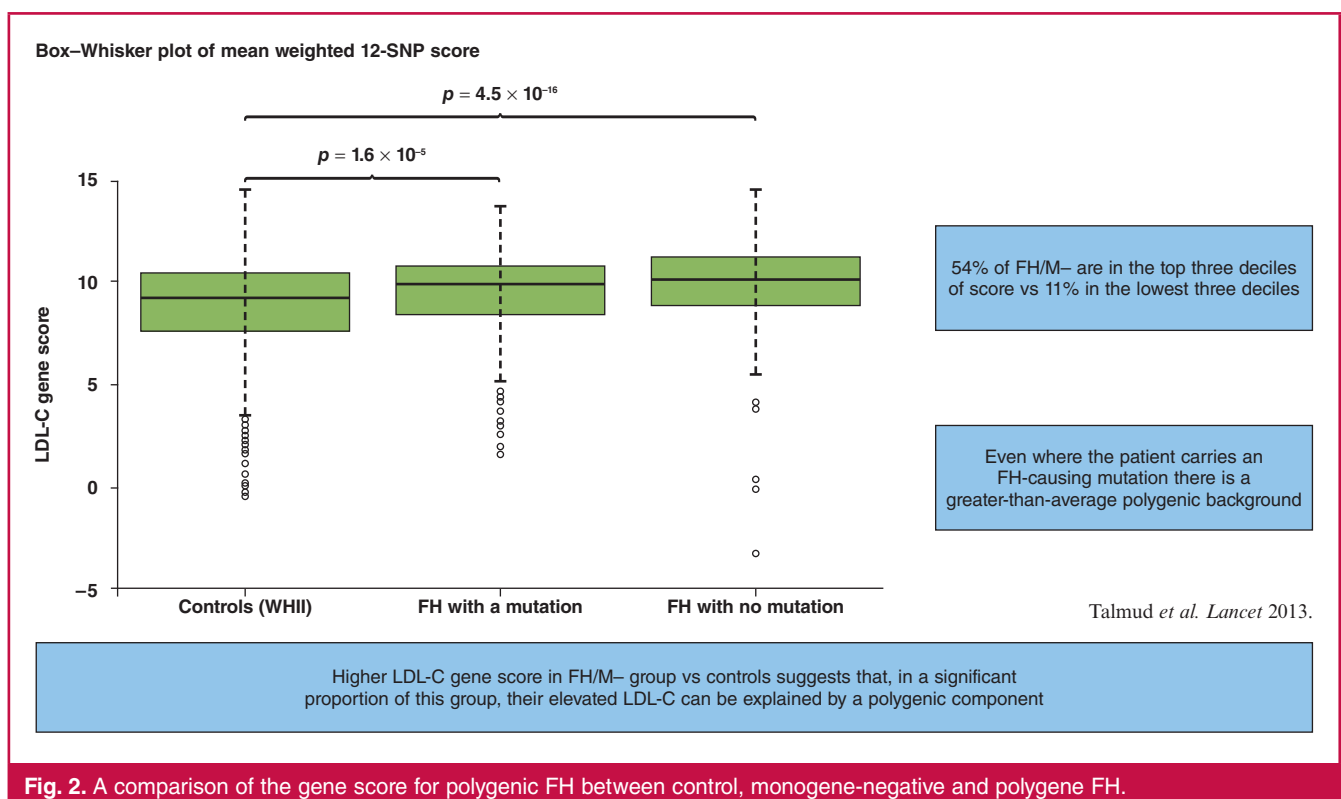 Box–Whisker plot of mean weighted 12-SNP score
p = 4.5 × 10⁻¹⁶
p = 1.6 × 10⁻⁵
LDL-C gene score
15
10
5
0
−5
Controls (WHII)
FH with a mutation
FH with no mutation
54% of FH/M– are in the top three deciles
of score vs 11% in the lowest three deciles
Even where the patient carries an
FH-causing mutation there is a
greater-than-average polygenic background
Talmud et al. Lancet 2013.
Higher LDL-C gene score in FH/M– group vs controls suggests that, in a significant
proportion of this group, their elevated LDL-C can be explained by a polygenic component
Fig. 2. A comparison of the gene score for polygenic FH between control, monogene-negative and polygene FH.